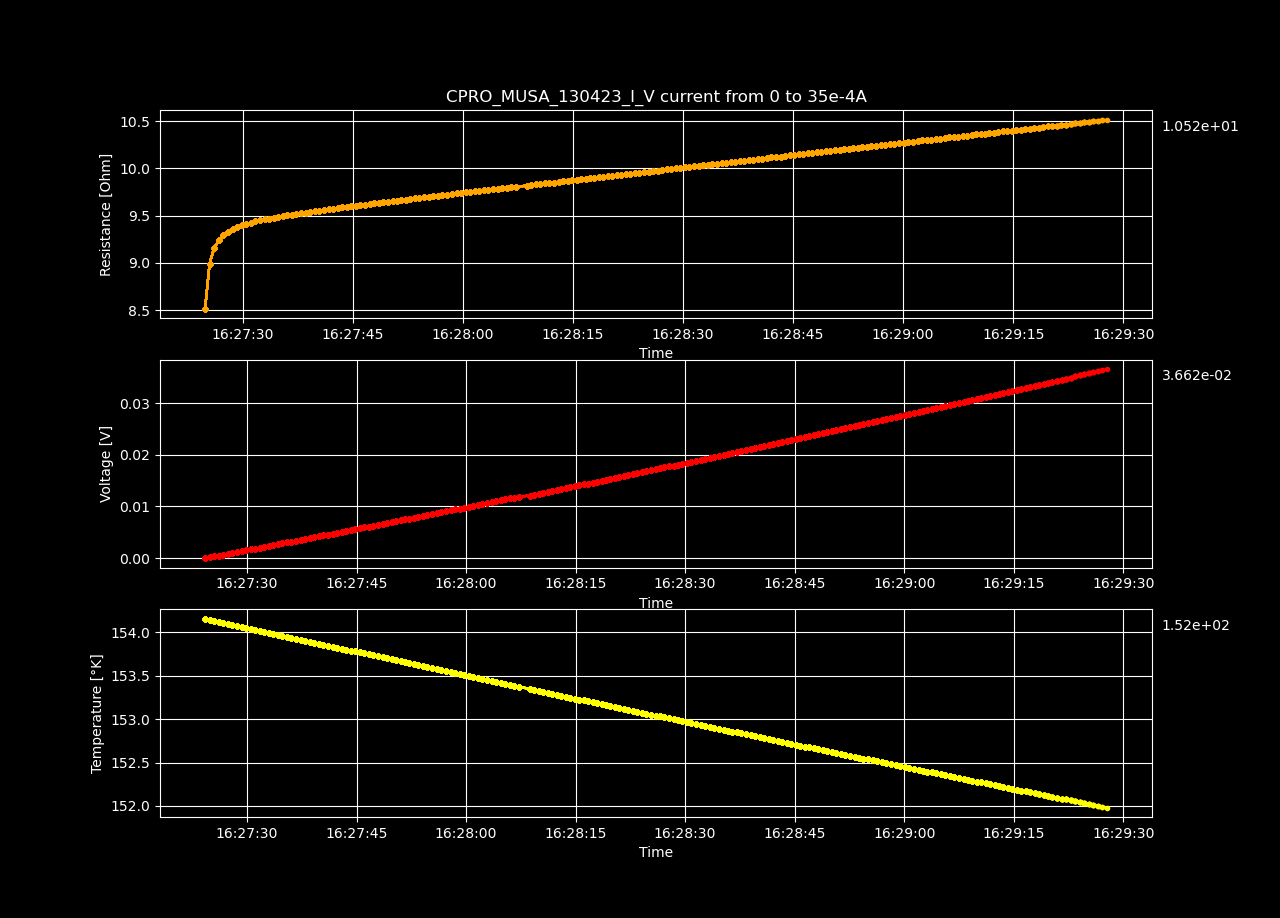 CPRO_MUSA_130423_I_V current from 0 to 35e-4A
1.052e+01
Resistance [Ohm]
10.5
10.0
9.5
9.0
8.5
16:27:30 16:27:45 16:28:00 16:28:15 16:28:30 16:28:45 16:29:00 16:29:15 16:29:30
Time
3.662e-02
Voltage [V]
0.03
0.02
0.01
0.00
16:27:30 16:27:45 16:28:00 16:28:15 16:28:30 16:28:45 16:29:00 16:29:15 16:29:30
Time
1.52e+02
Temperature [°K]
154.0
153.5
153.0
152.5
152.0
16:27:30 16:27:45 16:28:00 16:28:15 16:28:30 16:28:45 16:29:00 16:29:15 16:29:30
Time